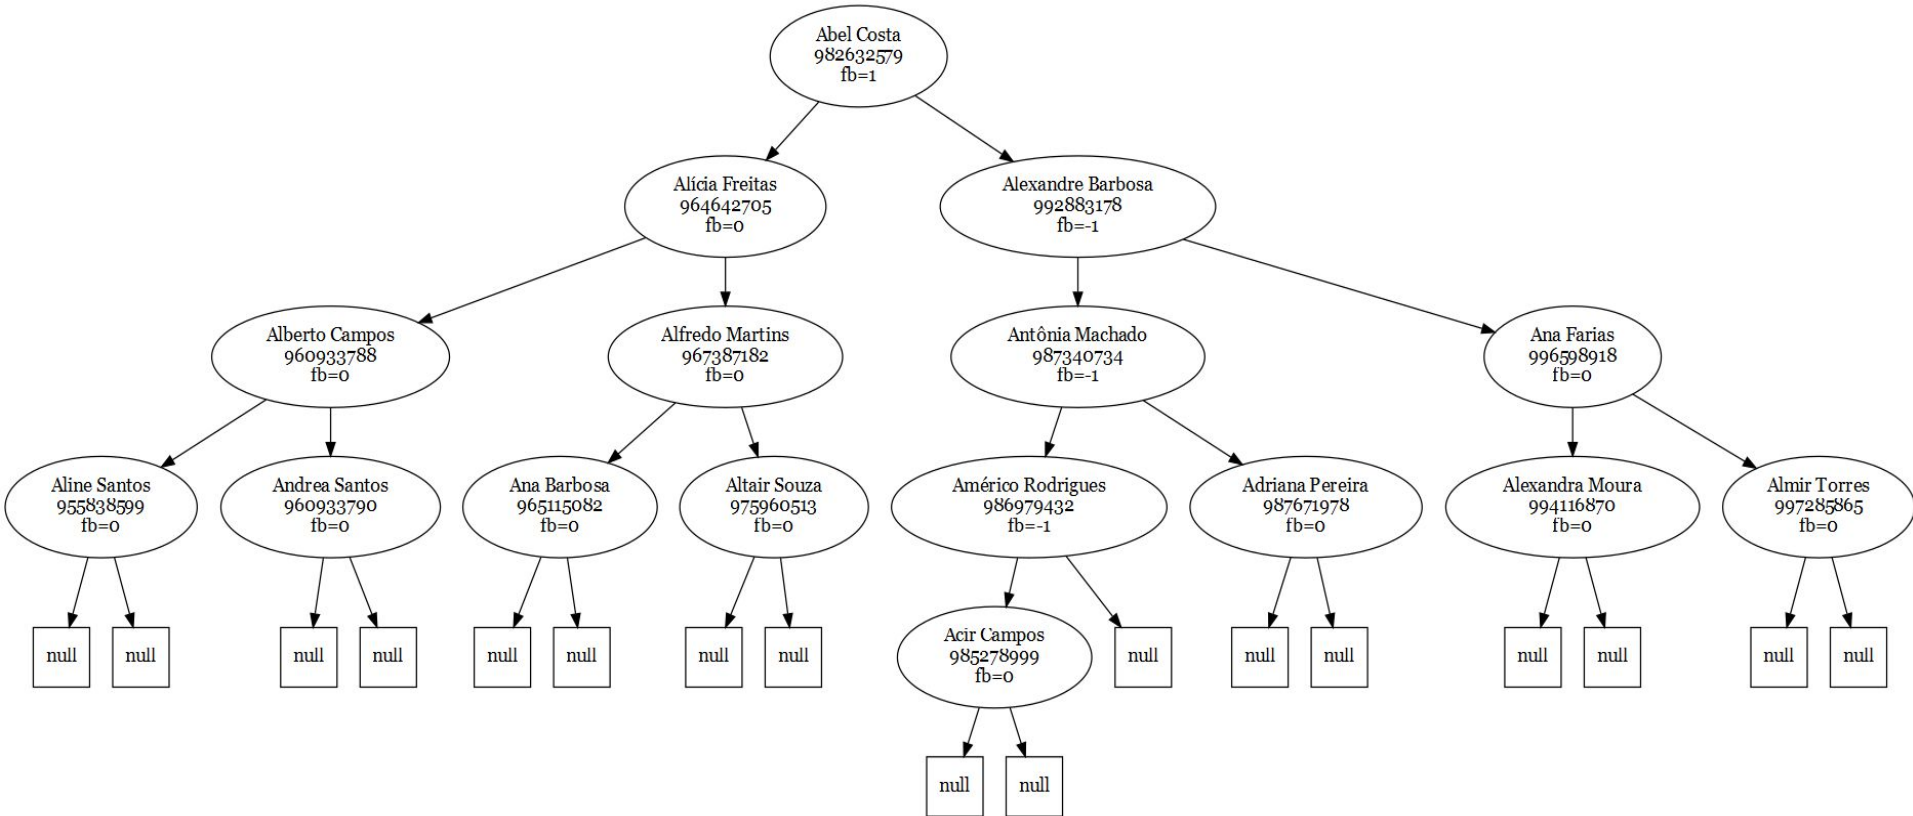 Abel Costa
982632579
fb=1
Alícia Freitas
964642705
fb=0
Alexandre Barbosa
992883178
fb=-1
Alberto Campos
960933788
fb=0
Alfredo Martins
967387182
fb=0
Antônia Machado
987340734
fb=-1
Ana Farias
996598918
fb=0
Aline Santos
955838599
fb=0
Andrea Santos
960933790
fb=0
Ana Barbosa
965115082
fb=0
Altair Souza
975960513
fb=0
Américo Rodrigues
986979432
fb=-1
Adriana Pereira
987671978
fb=0
Alexandra Moura
994116870
fb=0
Almir Torres
997285865
fb=0
null
null
null
null
null
null
null
null
Acir Campos
985278999
fb=0
null
null
null
null
null
null
null
null
null